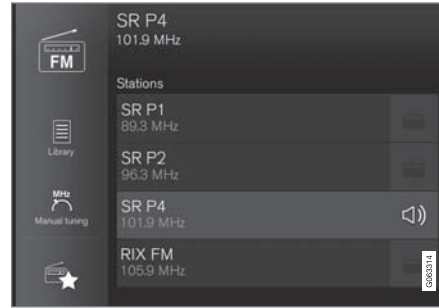 SR P4
101.9 MHz
FM
Stations
SR P1
89.3 MHz
Library
SR P2
96.3 MHz
MHz
Manual tuning
SR P4
101.9 MHz
RIX FM
105.9 MHz
G063314